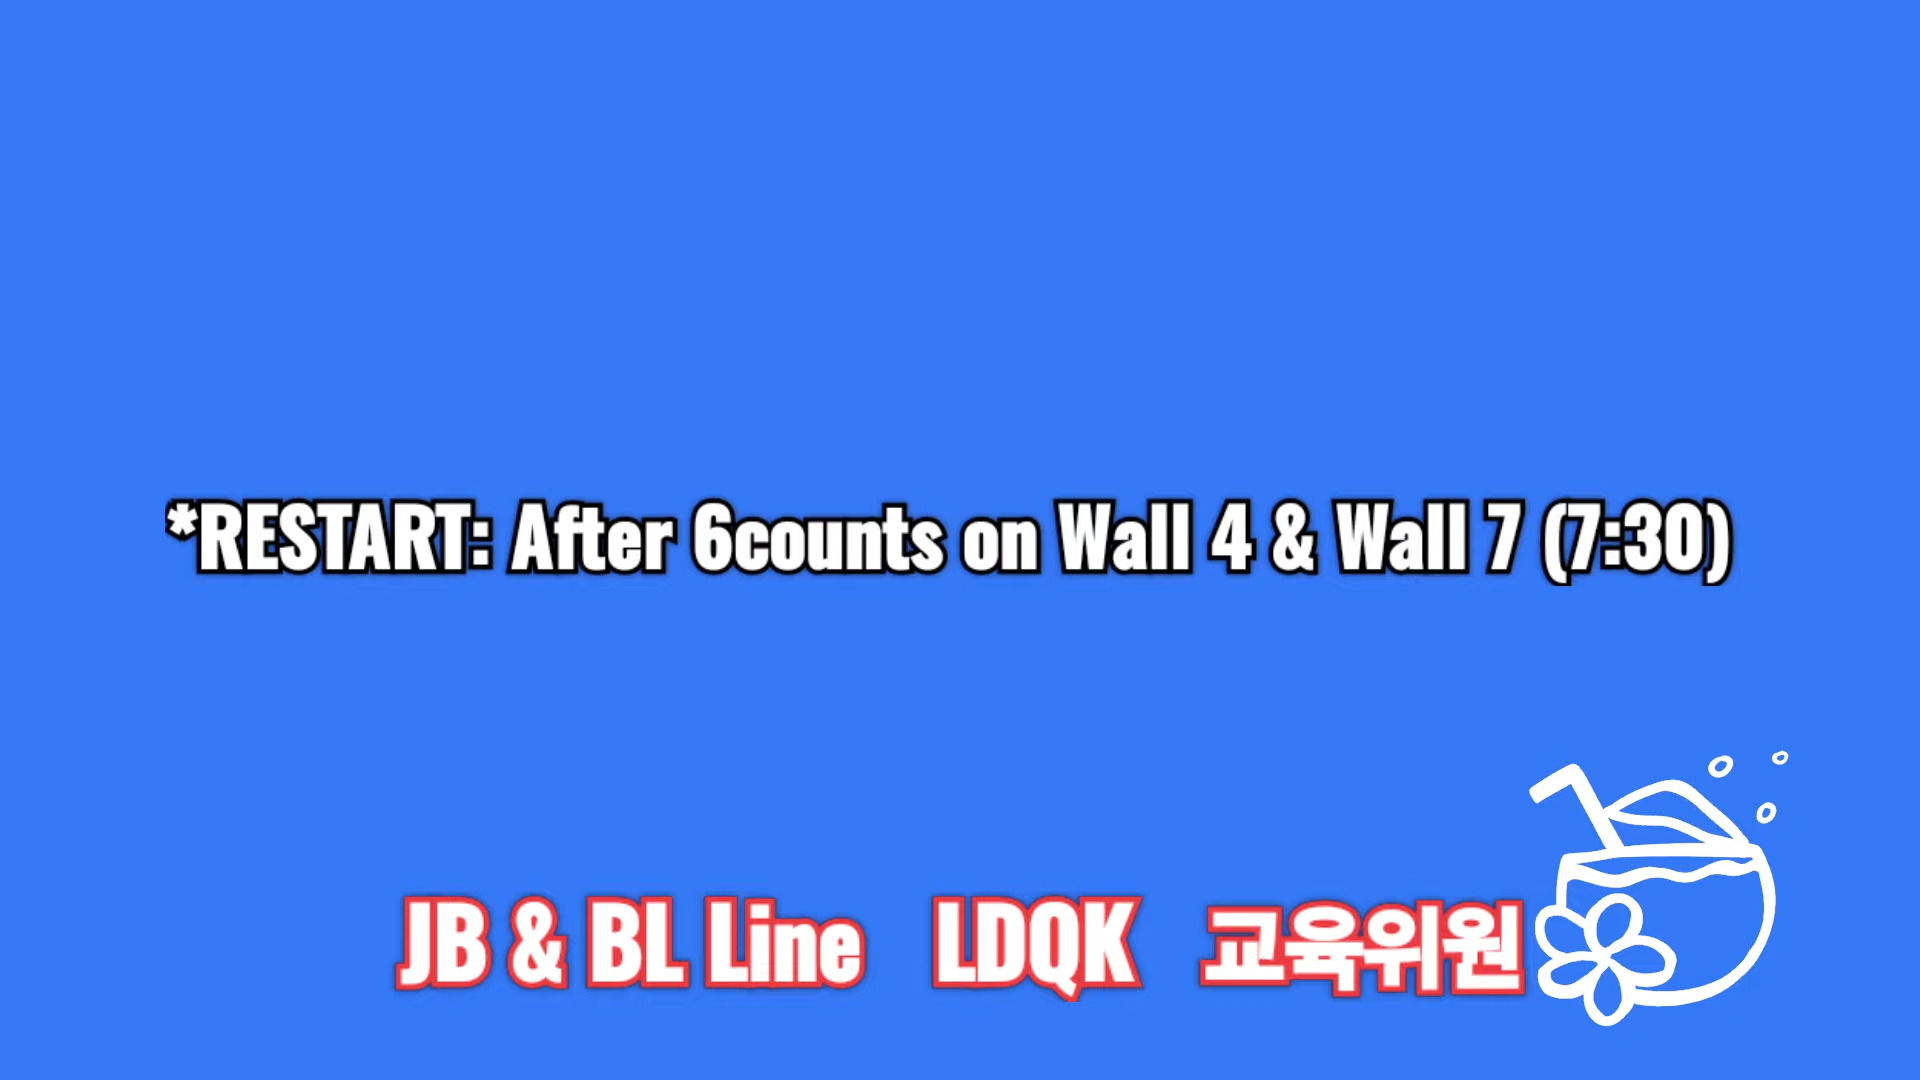 *RESTART: After 6counts on Wall 4 & Wall 7 (7:30)
JB & BL Line LDQK 교육위원